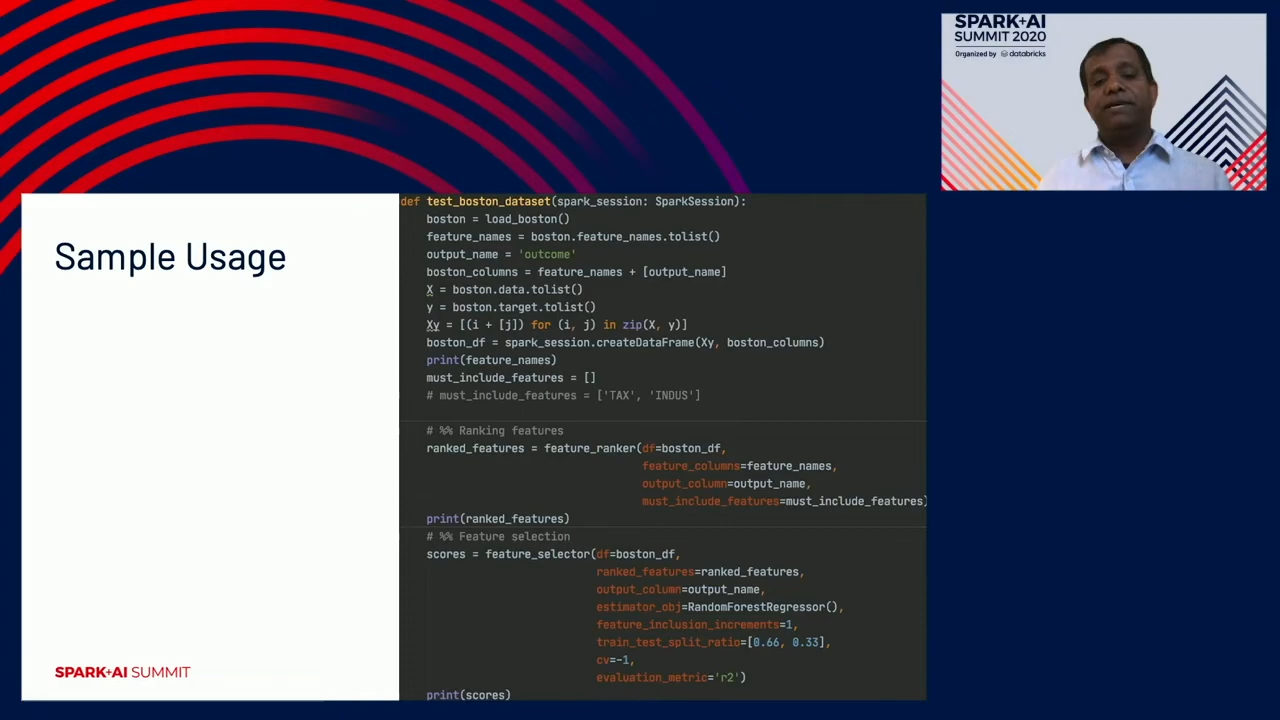 SPARK+AI
SUMMIT 2020
Organized by databricks
Sample Usage
def test_boston_dataset(spark_session: SparkSession):
    boston = load_boston()
    feature_names = boston.feature_names.tolist()
    output_name = 'outcome'
    boston_columns = feature_names + [output_name]
    X = boston.data.tolist()
    y = boston.target.tolist()
    Xy = [(i + [j]) for (i, j) in zip(X, y)]
    boston_df = spark_session.createDataFrame(Xy, boston_columns)
    print(feature_names)
    must_include_features = []
    # must_include_features = ['TAX', 'INDUS']
    # %% Ranking features
    ranked_features = feature_ranker(df=boston_df,
                                     feature_columns=feature_names,
                                     output_column=output_name,
                                     must_include_features=must_include_features)
    print(ranked_features)
    # %% Feature selection
    scores = feature_selector(df=boston_df,
                              ranked_features=ranked_features,
                              output_column=output_name,
                              estimator_obj=RandomForestRegressor(),
                              feature_inclusion_increments=1,
                              train_test_split_ratio=[0.66, 0.33],
                              cv=-1,
                              evaluation_metric='r2')
    print(scores)
SPARK+AI SUMMIT